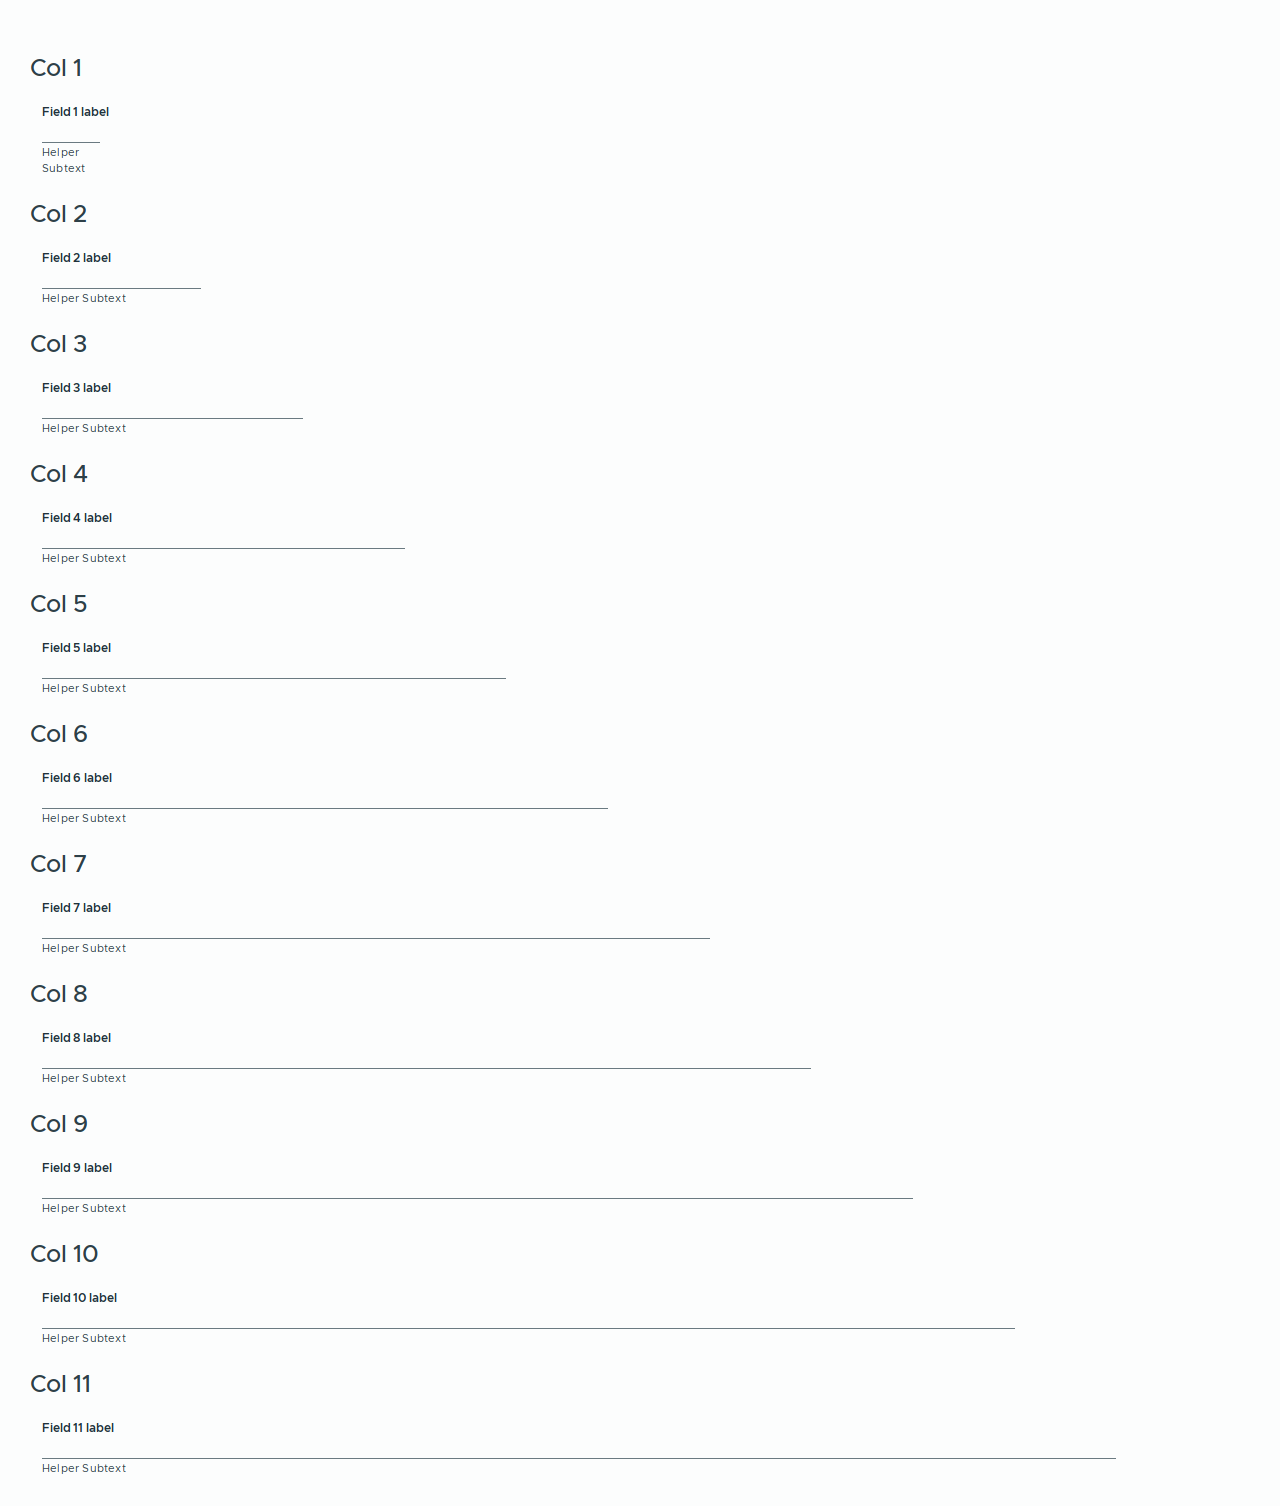 Col 1
Field 1 label
Helper
Subtext
Col 2
Field 2 label
Helper Subtext
Col 3
Field 3 label
Helper Subtext
Col 4
Field 4 label
Helper Subtext
Col 5
Field 5 label
Helper Subtext
Col 6
Field 6 label
Helper Subtext
Col 7
Field 7 label
Helper Subtext
Col 8
Field 8 label
Helper Subtext
Col 9
Field 9 label
Helper Subtext
Col 10
Field 10 label
Helper Subtext
Col 11
Field 11 label
Helper Subtext